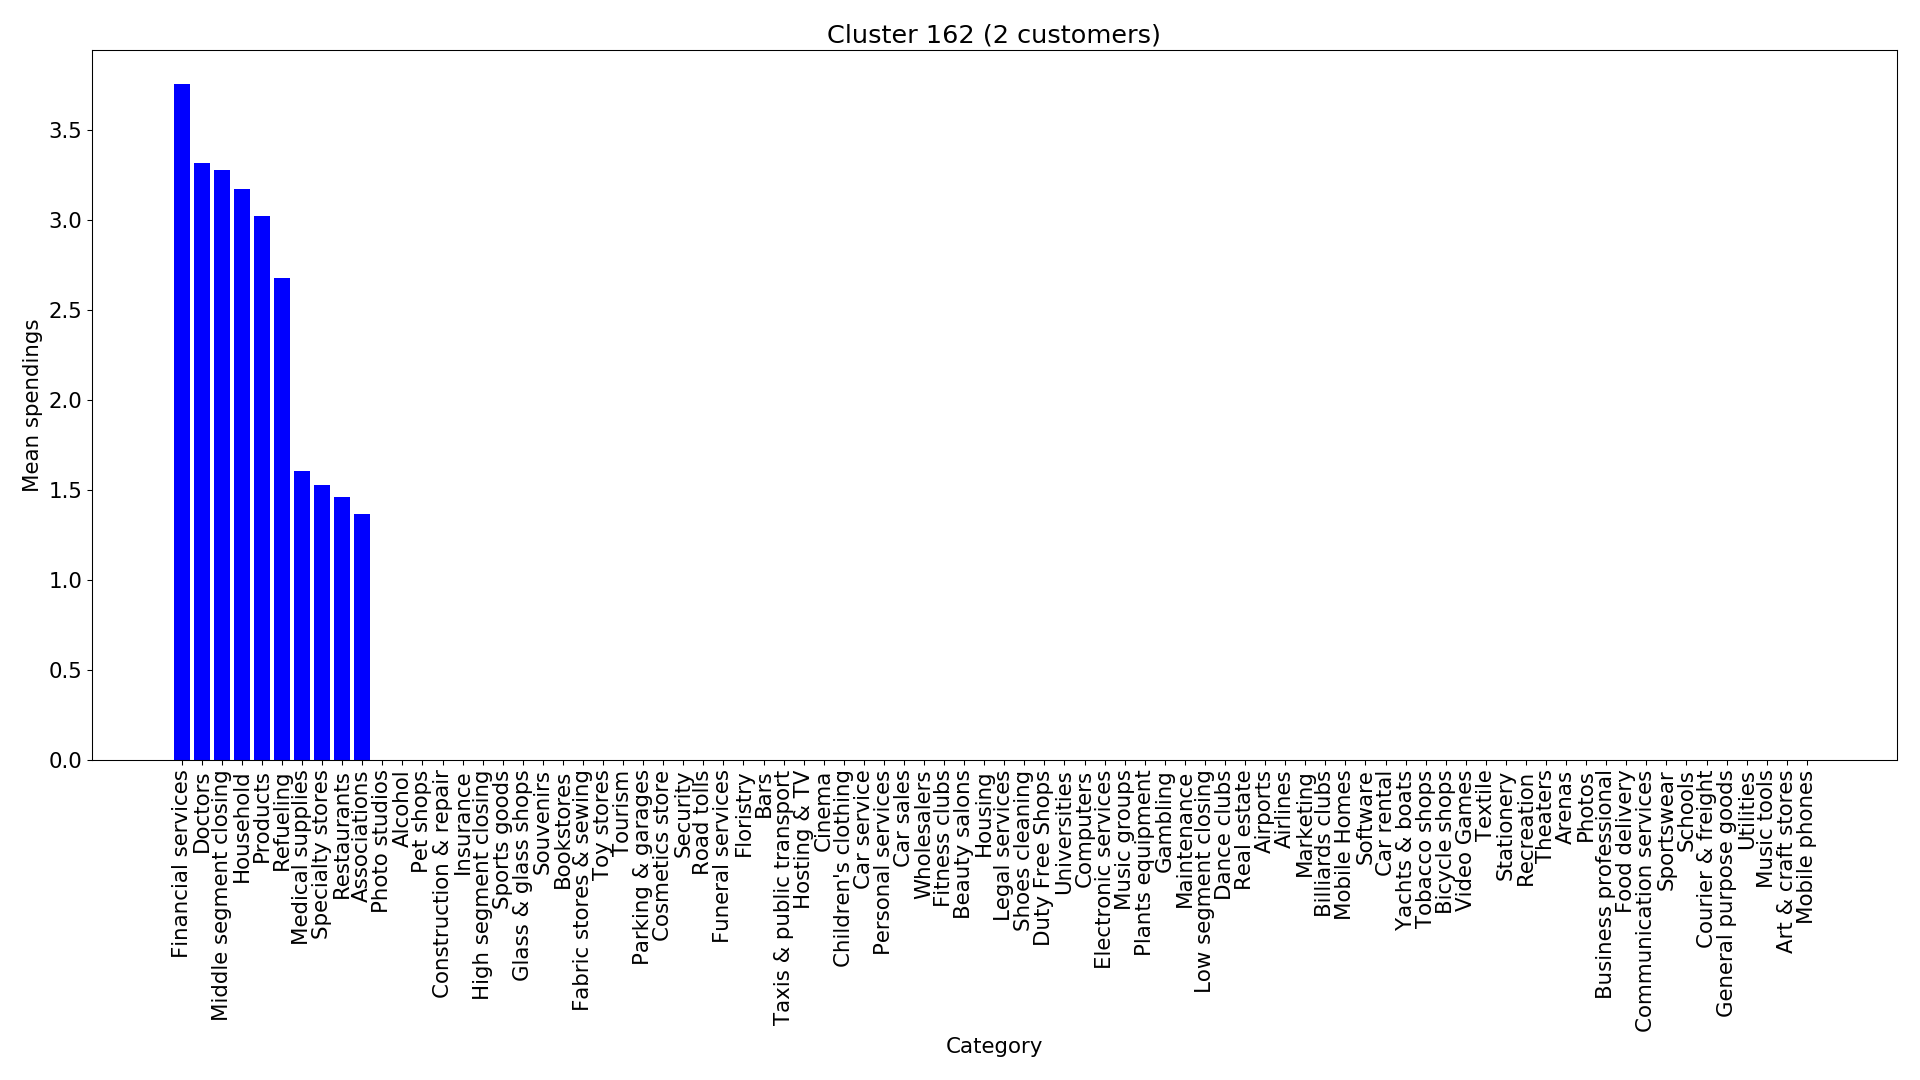 Cluster 162 (2 customers)
Mean spendings
3.5
3.0
2.5
2.0
1.5
1.0
0.5
0.0
Financial services
Doctors
Middle segment closing
Household
Products
Refueling
Medical supplies
Specialty stores
Restaurants
Associations
Photo studios
Alcohol
Pet shops
Construction & repair
Insurance
High segment closing
Sports goods
Glass & glass shops
Souvenirs
Bookstores
Fabric stores & sewing
Toy stores
Tourism
Parking & garages
Cosmetics store
Security
Road tolls
Funeral services
Floristry
Bars
Taxis & public transport
Hosting & TV
Cinema
Children's clothing
Car service
Personal services
Car sales
Wholesalers
Fitness clubs
Beauty salons
Housing
Legal services
Shoes cleaning
Duty Free Shops
Universities
Computers
Electronic services
Music groups
Plants equipment
Gambling
Maintenance
Low segment closing
Dance clubs
Real estate
Airports
Airlines
Marketing
Billiards clubs
Mobile Homes
Software
Car rental
Yachts & boats
Tobacco shops
Bicycle shops
Video Games
Textile
Stationery
Recreation
Theaters
Arenas
Photos
Business professional
Food delivery
Communication services
Sportswear
Schools
Courier & freight
General purpose goods
Utilities
Music tools
Art & craft stores
Mobile phones
Category